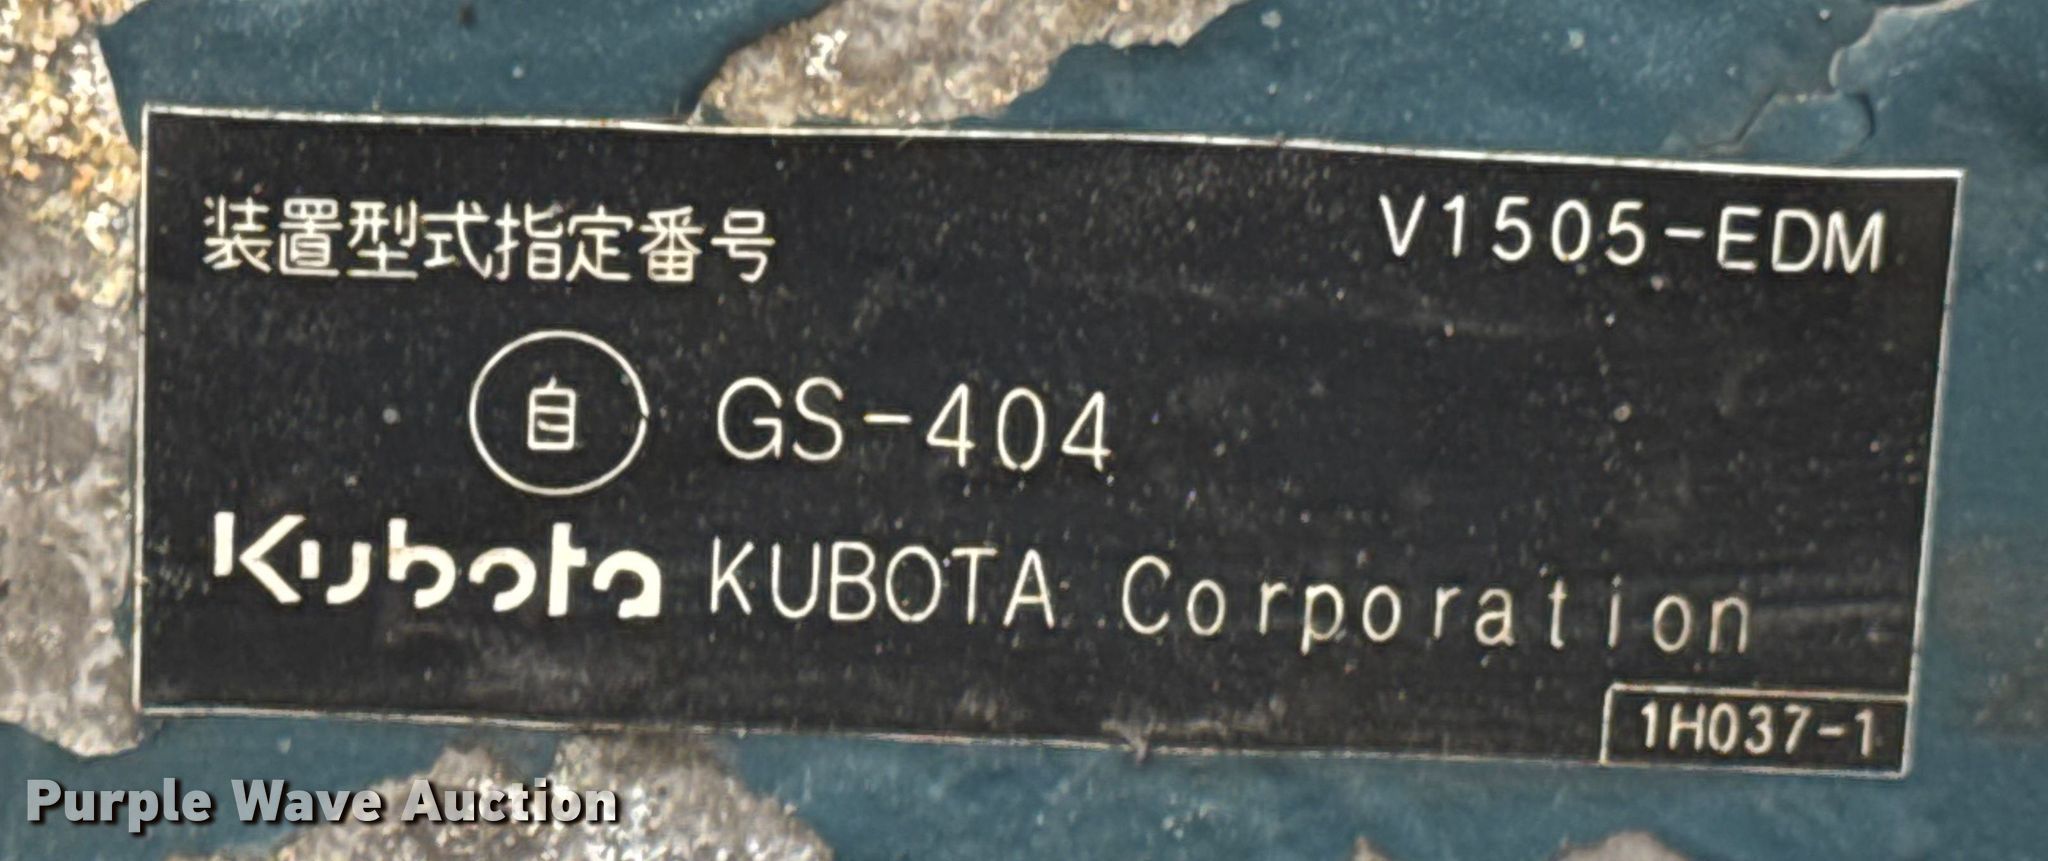 装置型式指定番号 V1505-EDM
自 GS-404
Kubota KUBOTA Corporation
1H037-1
Purple Wave Auction